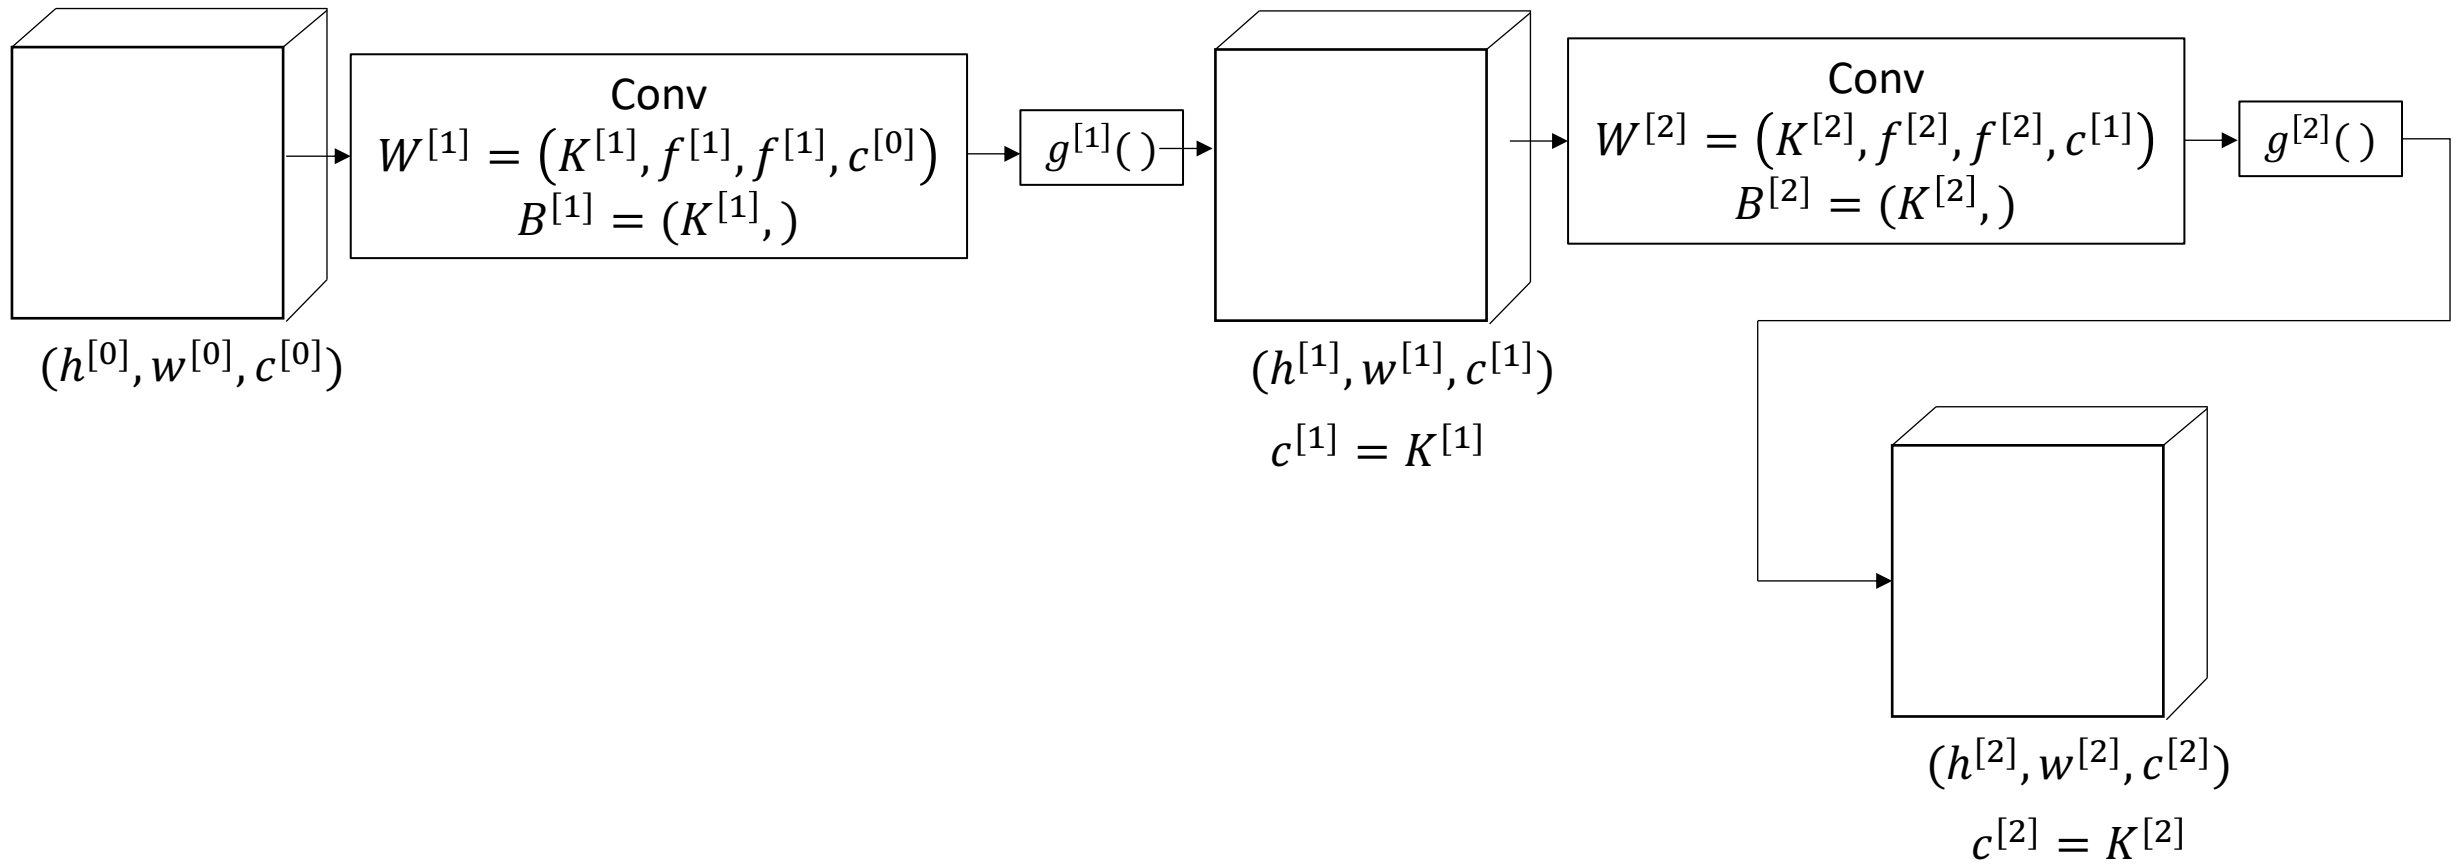 Conv
W^[1] = (K^[1], f^[1], f^[1], c^[0])
B^[1] = (K^[1], )
g^[1]( )
(h^[0], w^[0], c^[0])
(h^[1], w^[1], c^[1])
c^[1] = K^[1]
Conv
W^[2] = (K^[2], f^[2], f^[2], c^[1])
B^[2] = (K^[2], )
g^[2]( )
(h^[2], w^[2], c^[2])
c^[2] = K^[2]